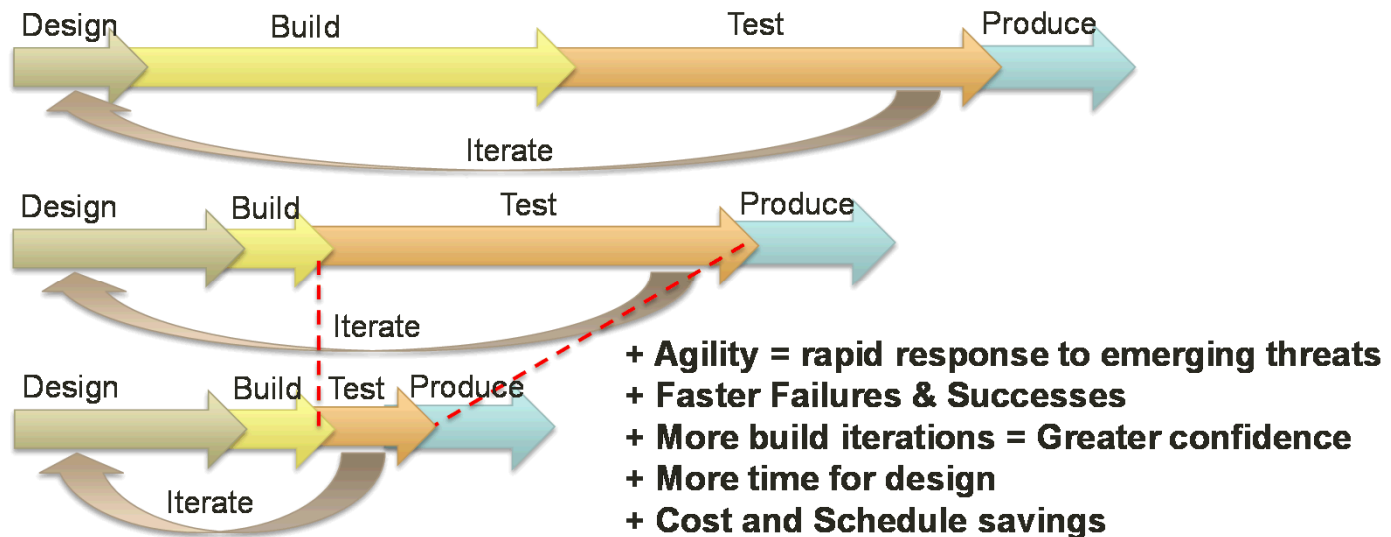 Design Build Test Produce
Iterate
Design Build Test Produce
Iterate
Design Build Test Produce
Iterate
+ Agility = rapid response to emerging threats
+ Faster Failures & Successes
+ More build iterations = Greater confidence
+ More time for design
+ Cost and Schedule savings